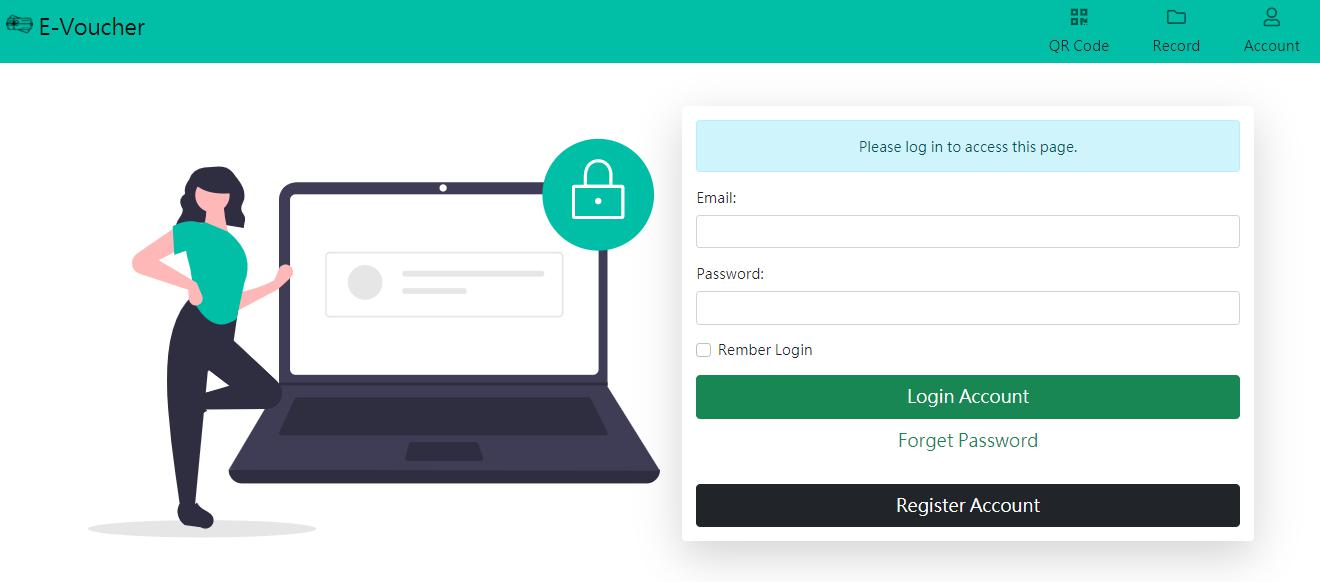 E-Voucher
QR Code
Record
Account
Please log in to access this page.
Email:
Password:
Rember Login
Login Account
Forget Password
Register Account